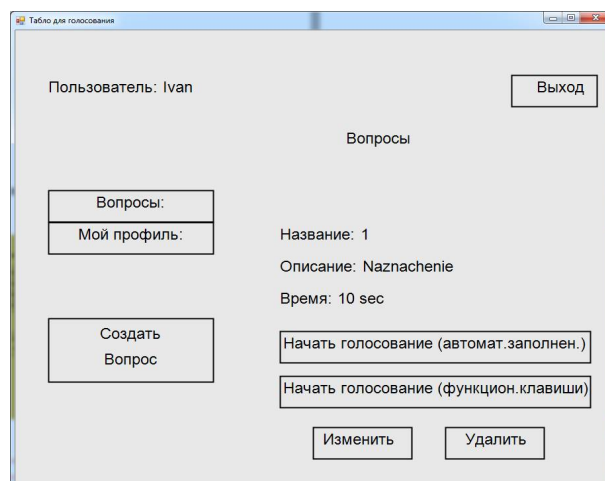 Табло для голосования
Пользователь: Ivan
Выход
Вопросы
Вопросы:
Мой профиль:
Название: 1
Описание: Naznachenie
Время: 10 sec
Создать
Вопрос
Начать голосование (автомат.заполнен.)
Начать голосование (функцион.клавиши)
Изменить
Удалить